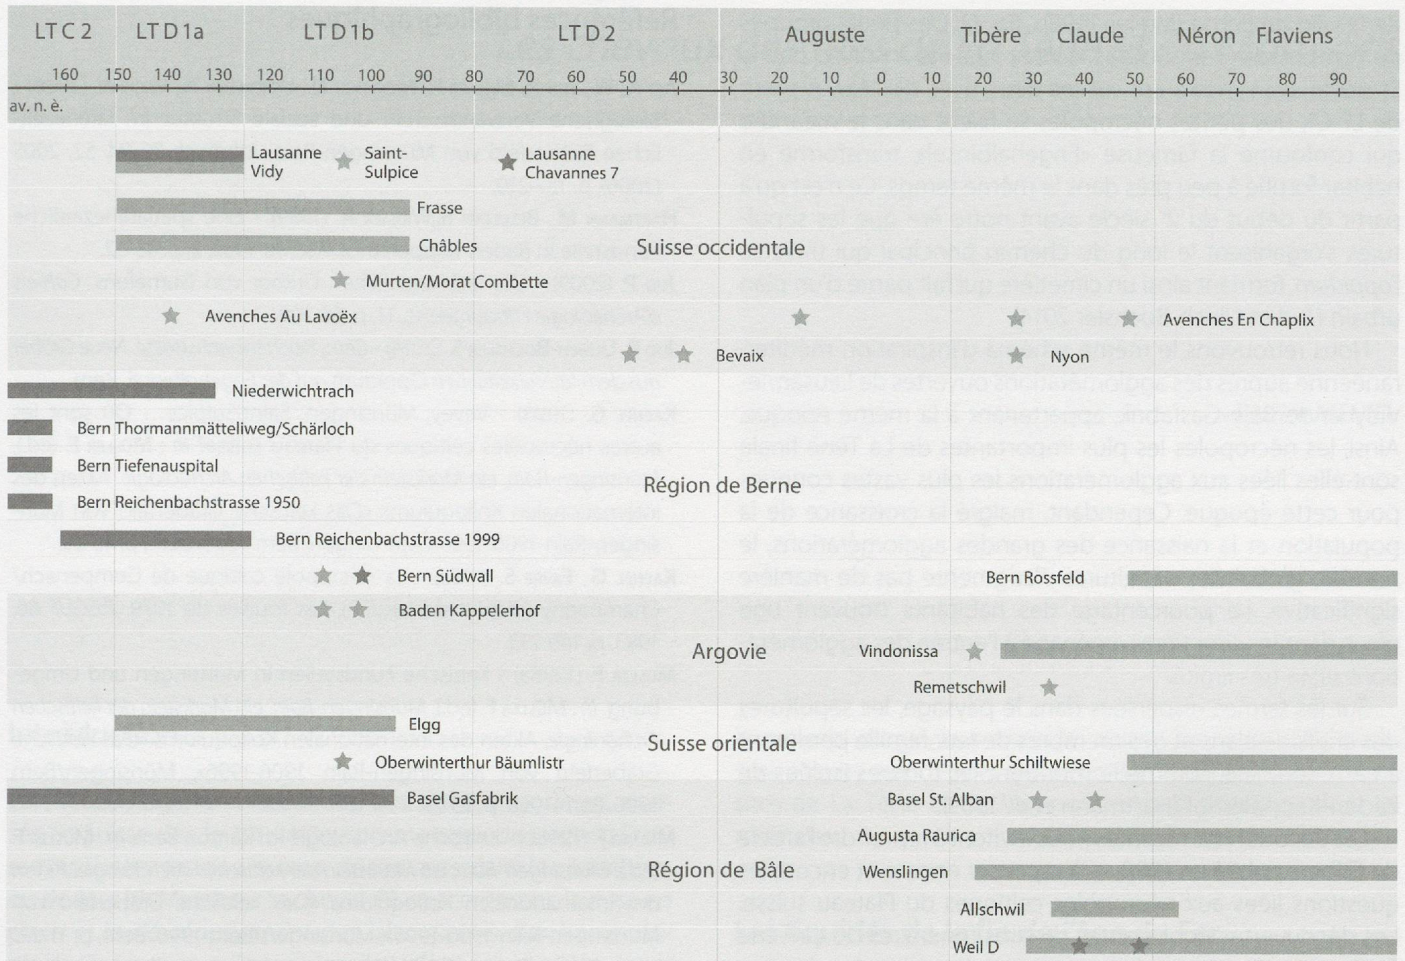 LT C 2 LT D 1a LT D 1b LT D 2 Auguste Tibère Claude Néron Flaviens
160 150 140 130 120 110 100 90 80 70 60 50 40 30 20 10 0 10 20 30 40 50 60 70 80 90
av. n. è.
Lausanne
Vidy
Saint-
Sulpice
Lausanne
Chavannes 7
Frasse
Châbles
Suisse occidentale
Murten/Morat Combette
Avenches Au Lavoëx
Avenches En Chaplix
Bevaix
Nyon
Niederwichtrach
Bern Thormannmätteliweg/Schärloch
Bern Tiefenauspital
Région de Berne
Bern Reichenbachstrasse 1950
Bern Reichenbachstrasse 1999
Bern Südwall
Bern Rossfeld
Baden Kappelerhof
Argovie
Vindonissa
Remetschwil
Elgg
Suisse orientale
Oberwinterthur Bäumlistr
Oberwinterthur Schiltwiese
Basel Gasfabrik
Basel St. Alban
Augusta Raurica
Région de Bâle
Wenslingen
Allschwil
Weil D